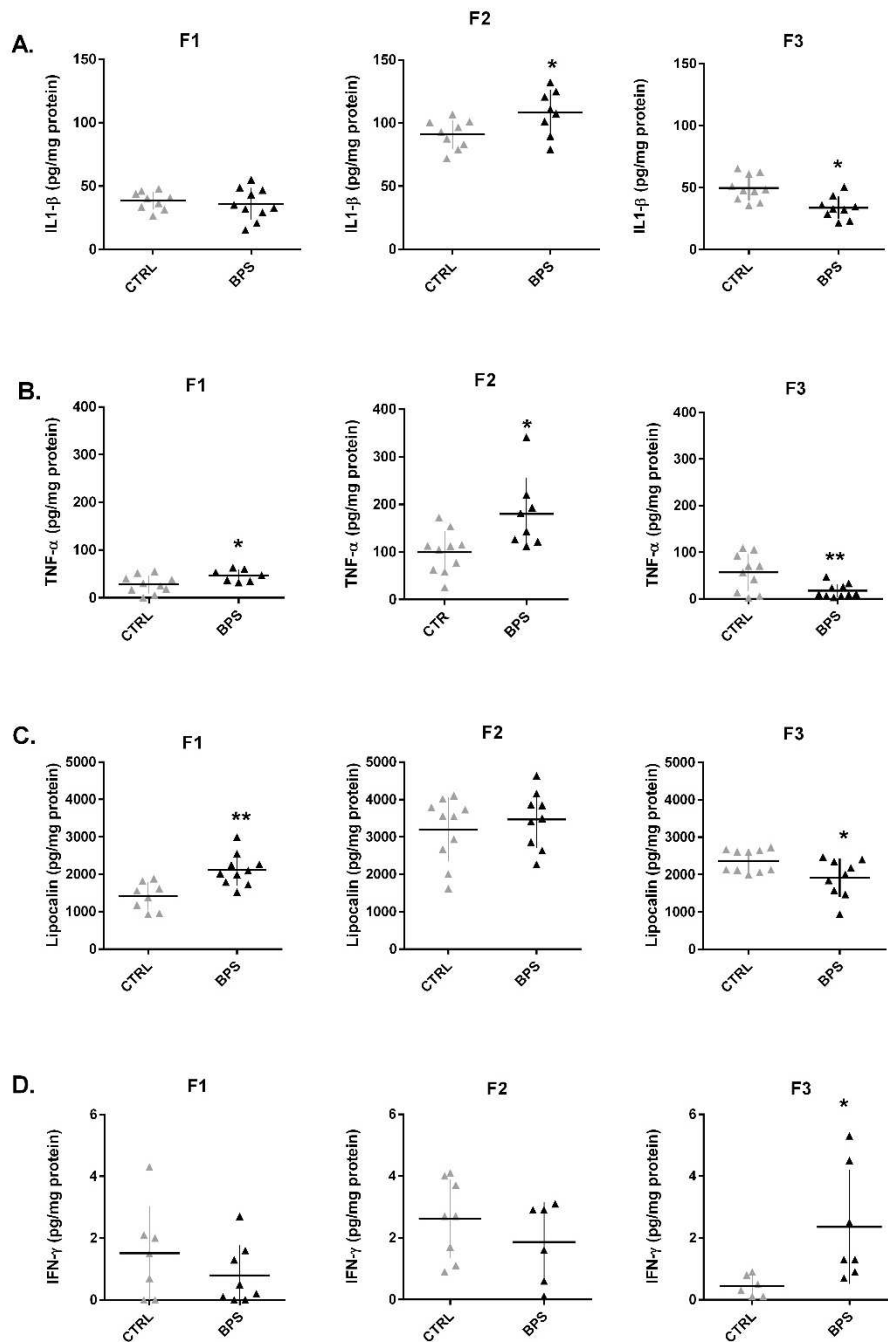 A.
F1
IL1-β (pg/mg protein)
150
100
50
0
CTRL
BPS
F2
IL1-β (pg/mg protein)
150
100
50
0
*
CTRL
BPS
F3
IL1-β (pg/mg protein)
150
100
50
0
*
CTRL
BPS
B.
F1
TNF-α (pg/mg protein)
400
300
200
100
0
*
CTRL
BPS
F2
TNF-α (pg/mg protein)
400
300
200
100
0
*
CTR
BPS
F3
TNF-α (pg/mg protein)
400
300
200
100
0
**
CTRL
BPS
C.
F1
Lipocalin (pg/mg protein)
5000
4000
3000
2000
1000
0
**
CTRL
BPS
F2
Lipocalin (pg/mg protein)
5000
4000
3000
2000
1000
0
CTRL
BPS
F3
Lipocalin (pg/mg protein)
5000
4000
3000
2000
1000
0
*
CTRL
BPS
D.
F1
IFN-γ (pg/mg protein)
6
4
2
0
CTRL
BPS
F2
IFN-γ (pg/mg protein)
6
4
2
0
CTRL
BPS
F3
IFN-γ (pg/mg protein)
6
4
2
0
*
CTRL
BPS